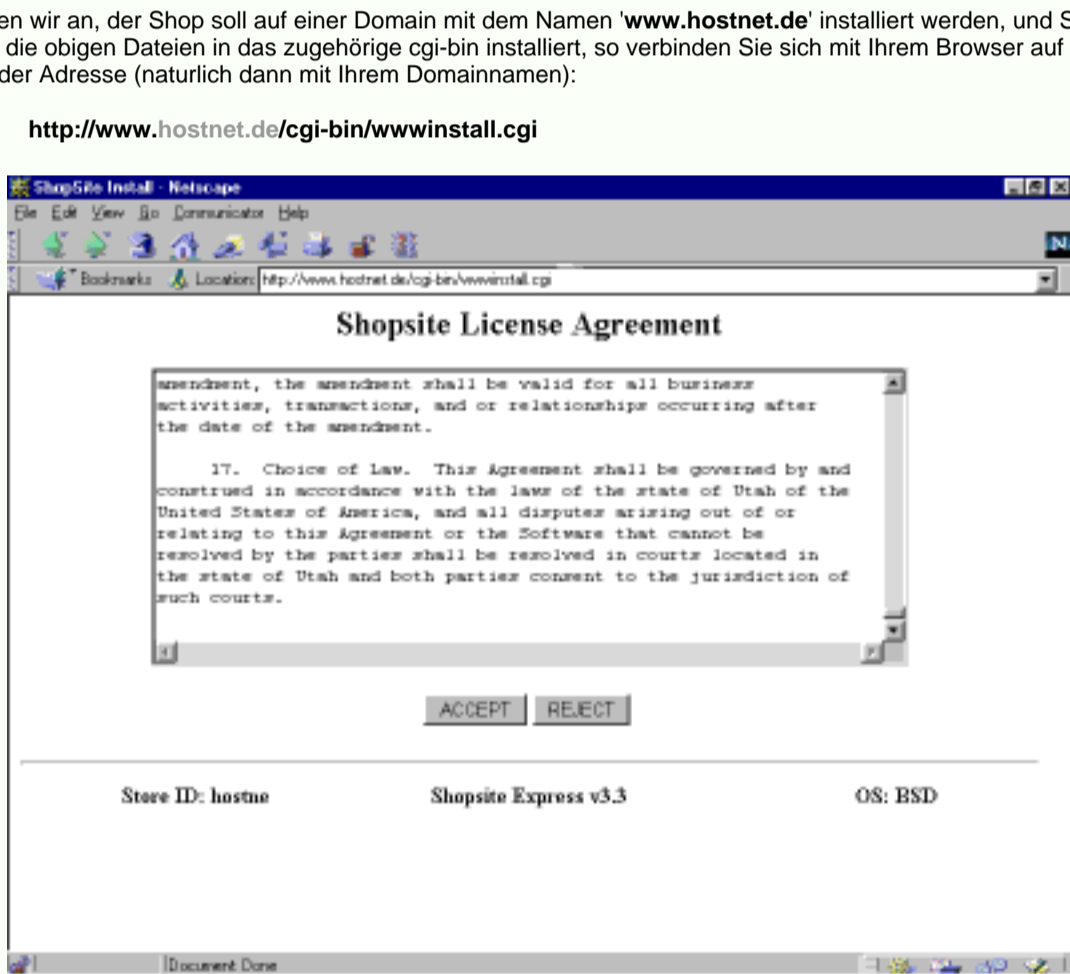 en wir an, der Shop soll auf einer Domain mit dem Namen 'www.hostnet.de' installiert werden, und S
die obigen Dateien in das zugehörige cgi-bin installiert, so verbinden Sie sich mit Ihrem Browser auf
der Adresse (naturlich dann mit Ihrem Domainnamen):
http://www.hostnet.de/cgi-bin/wwwinstall.cgi
ShopSite Install - Netscape
File Edit View Go Communicator Help
Bookmarks Location: http://www.hostnet.de/cgi-bin/wwwinstall.cgi
Shopsite License Agreement
amendment, the amendment shall be valid for all business
activities, transactions, and or relationships occurring after
the date of the amendment.
17. Choice of Law. This Agreement shall be governed by and
construed in accordance with the laws of the state of Utah of the
United States of America, and all disputes arising out of or
relating to this Agreement or the Software that cannot be
resolved by the parties shall be resolved in courts located in
the state of Utah and both parties consent to the jurisdiction of
such courts.
ACCEPT REJECT
Store ID: hostne Shopsite Express v3.3 OS: BSD
Document: Done